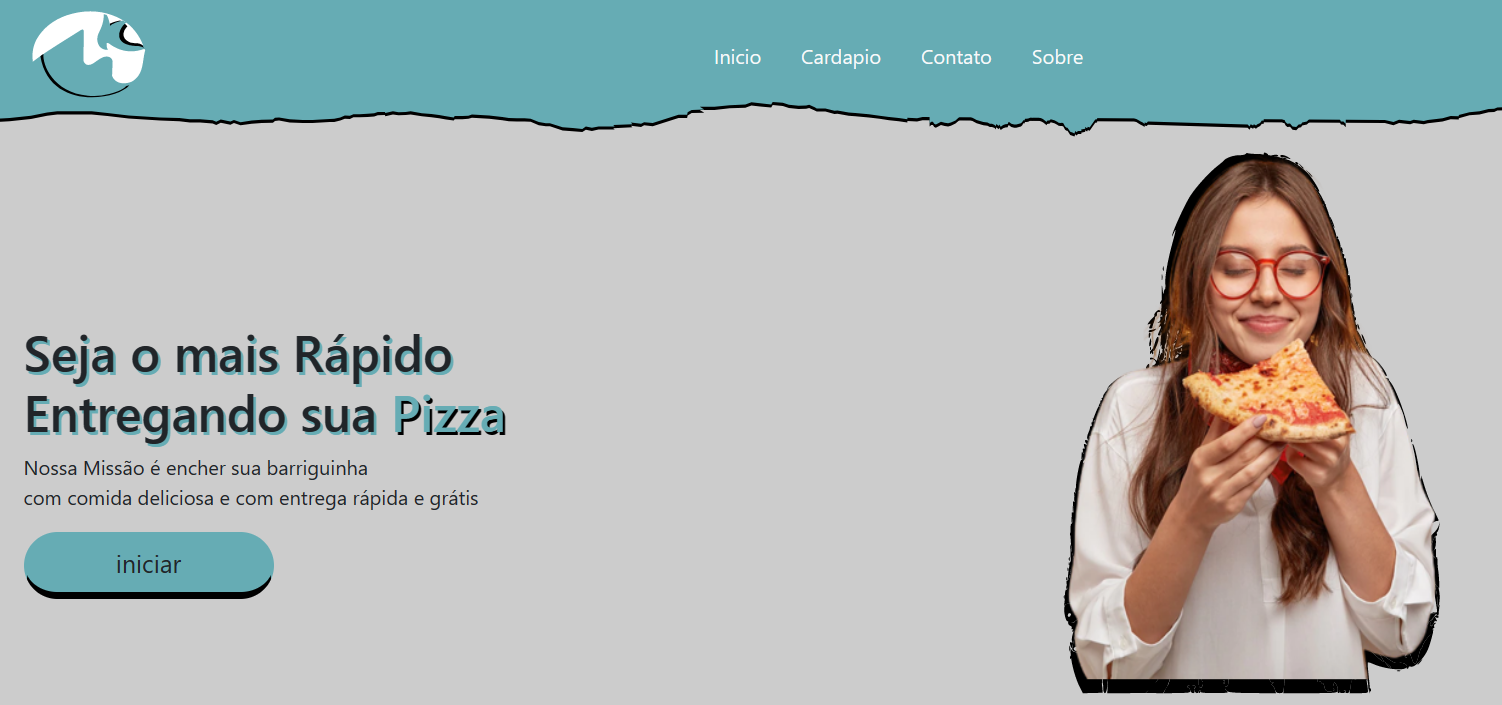 Inicio Cardapio Contato Sobre
Seja o mais Rápido
Entregando sua Pizza
Nossa Missão é encher sua barriguinha
com comida deliciosa e com entrega rápida e grátis
iniciar